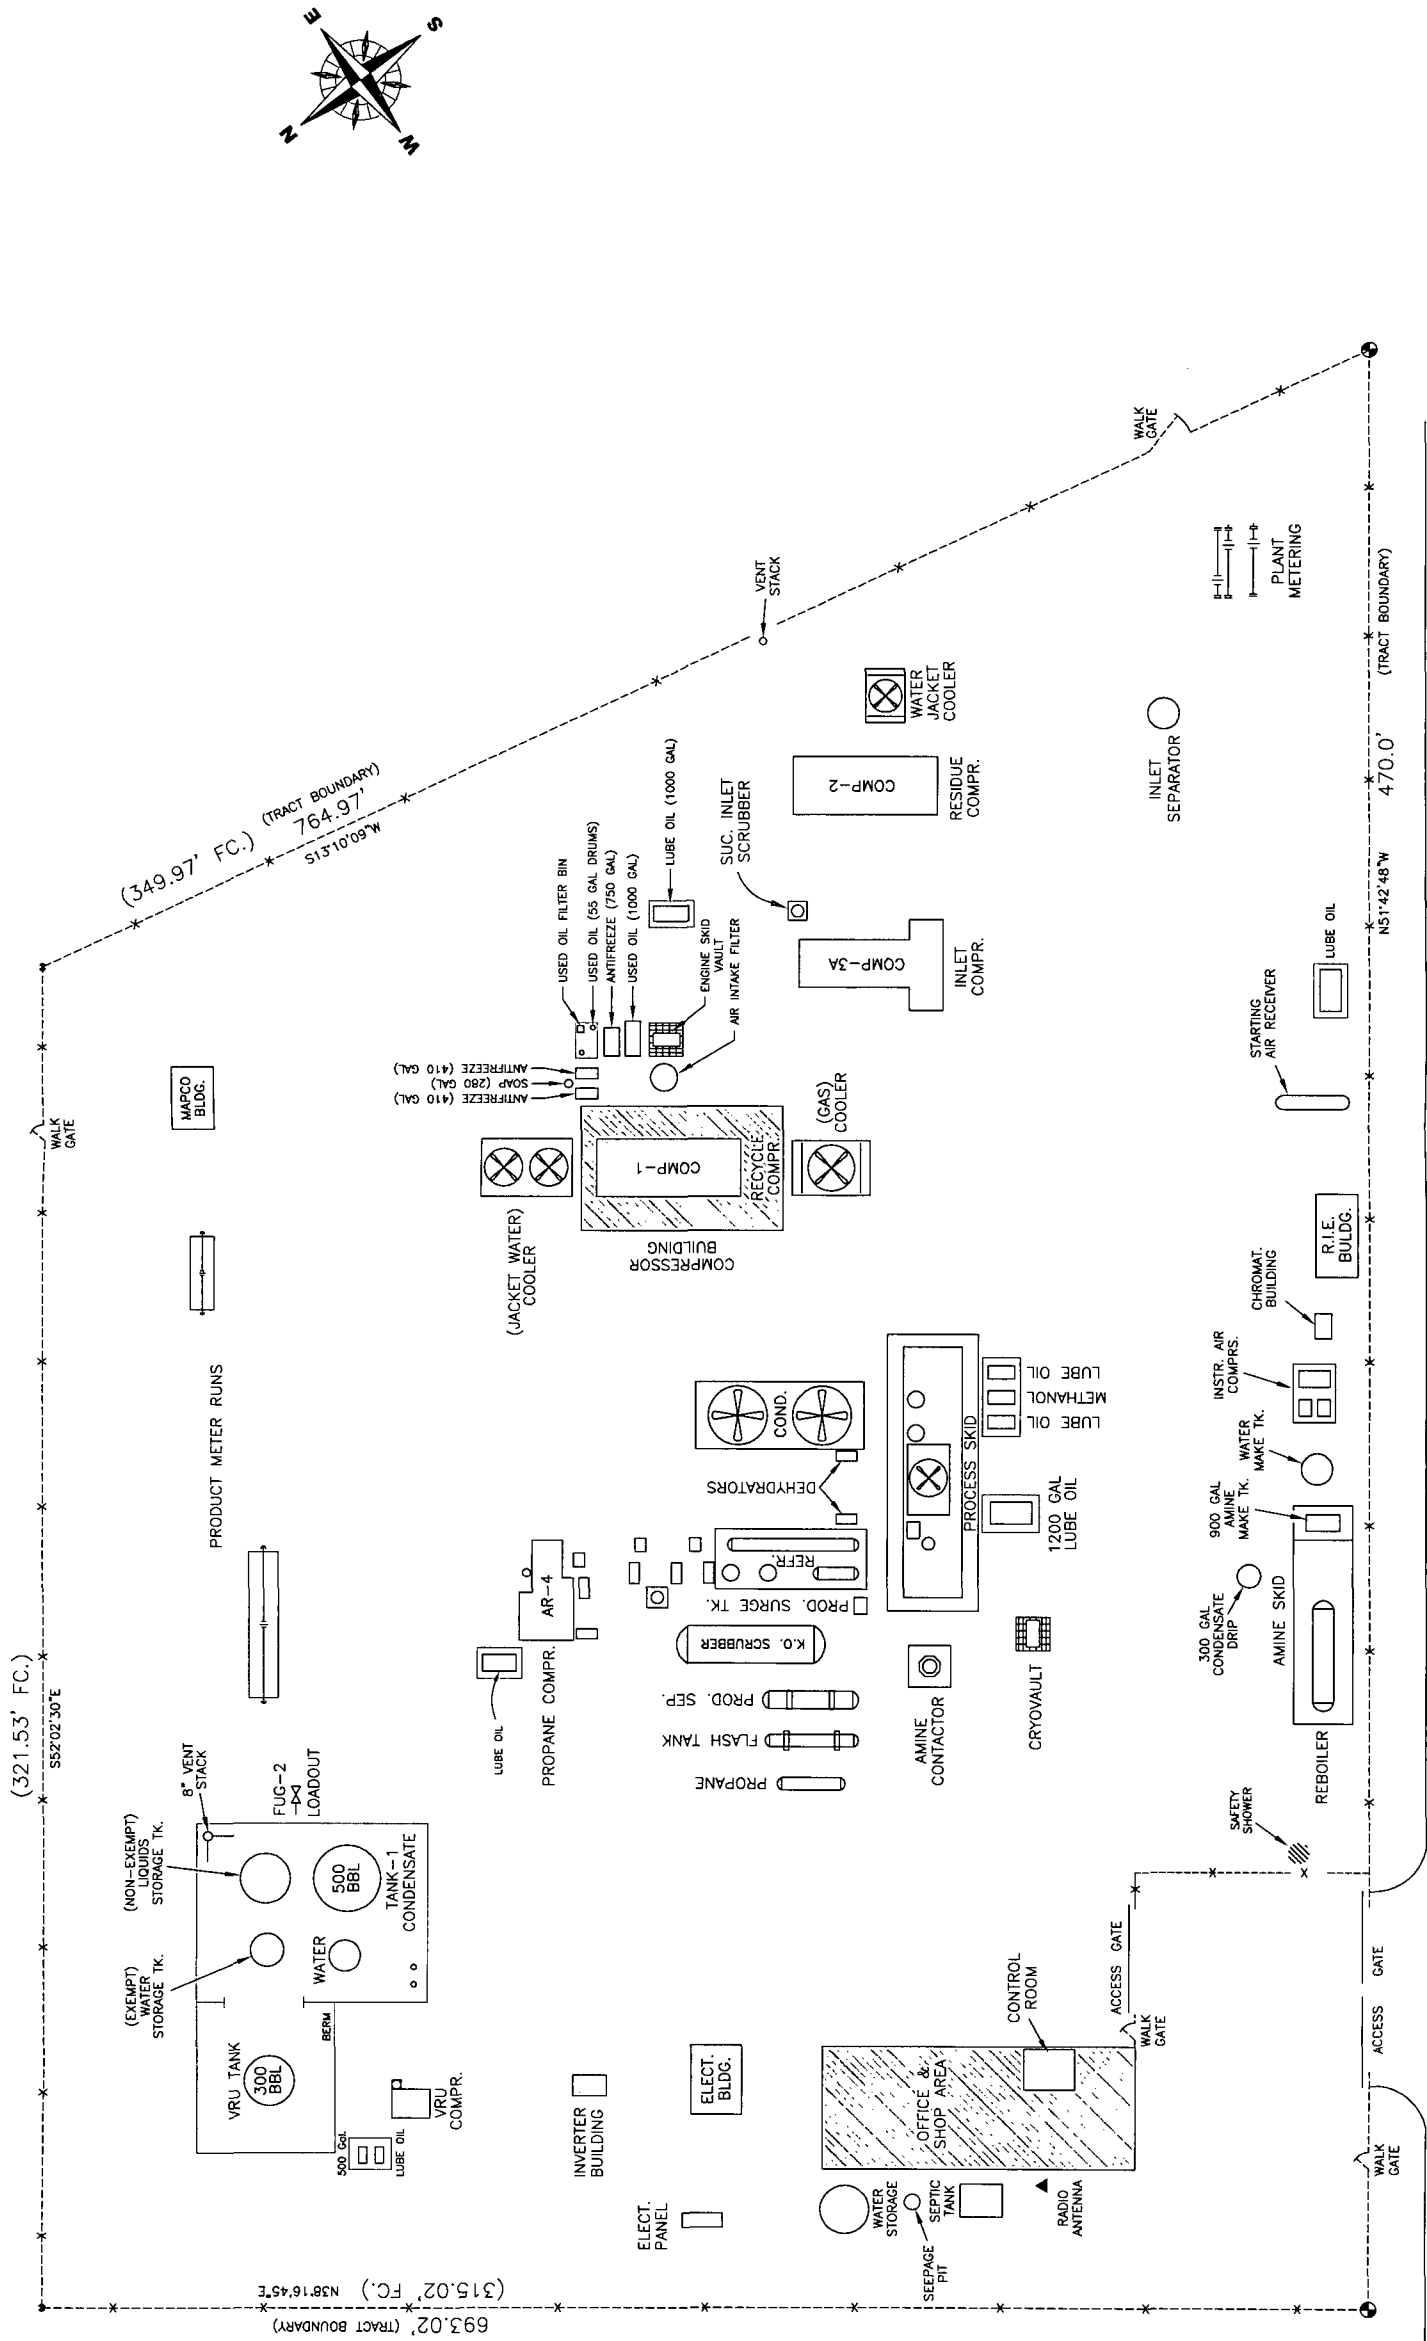 E
S
N
W
WALK
GATE
PLANT
METERING
(TRACT BOUNDARY)
470.0'
N51°42'48"W
VENT
STACK
WATER
JACKET
COOLER
COMP-2
RESIDUE
COMPR.
INLET
SEPARATOR
(349.97' FC.)
(TRACT BOUNDARY)
764.97'
S13°10'09"W
USED OIL FILTER BIN
USED OIL (55 GAL DRUMS)
ANTIFREEZE (750 GAL)
USED OIL (1000 GAL)
LUBE OIL (1000 GAL)
ENGINE SKID
VAULT
AIR INTAKE FILTER
SUC. INLET
SCRUBBER
COMP-3A
INLET
COMPR.
LUBE OIL
STARTING
AIR RECEIVER
ANTIFREEZE (410 GAL)
SOAP (280 GAL)
ANTIFREEZE (410 GAL)
MAPCO
BLDG.
WALK
GATE
(GAS)
COOLER
COMP-1
RECYCLE
COMPR.
COMPRESSOR
BUILDING
(JACKET WATER)
COOLER
R.I.E.
BULDG.
CHROMAT.
BUILDING
INSTR. AIR
COMPRS.
WATER
MAKE TK.
900 GAL
AMINE
MAKE TK.
300 GAL
CONDENSATE
DRIP
AMINE SKID
REBOILER
PRODUCT METER RUNS
COND.
DEHYDRATORS
REFR.
PROD. SURGE TK.
K.O. SCRUBBER
PROD. SEP.
FLASH TANK
PROPANE
PROCESS SKID
LUBE OIL
METHANOL
LUBE OIL
1200 GAL
LUBE OIL
CRYOVAULT
AMINE
CONTACTOR
AR-4
PROPANE COMPR.
LUBE OIL
(321.53' FC.)
S52°02'30"E
8" VENT
STACK
FUG-2
LOADOUT
(NON-EXEMPT)
LIQUIDS
STORAGE TK.
500
BBL
TANK-1
CONDENSATE
(EXEMPT)
WATER
STORAGE TK.
WATER
BERM
VRU TANK
300
BBL
VRU
COMPR.
500 Gal.
LUBE OIL
INVERTER
BUILDING
ELECT.
BLDG.
ELECT.
PANEL
SAFETY
SHOWER
CONTROL
ROOM
OFFICE &
SHOP AREA
ACCESS GATE
WALK
GATE
ACCESS GATE
WALK
GATE
WATER
STORAGE
SEPTIC
TANK
SEEPAGE
PIT
RADIO
ANTENNA
(315.02' FC.)
N38°16'45"E
693.02' (TRACT BOUNDARY)